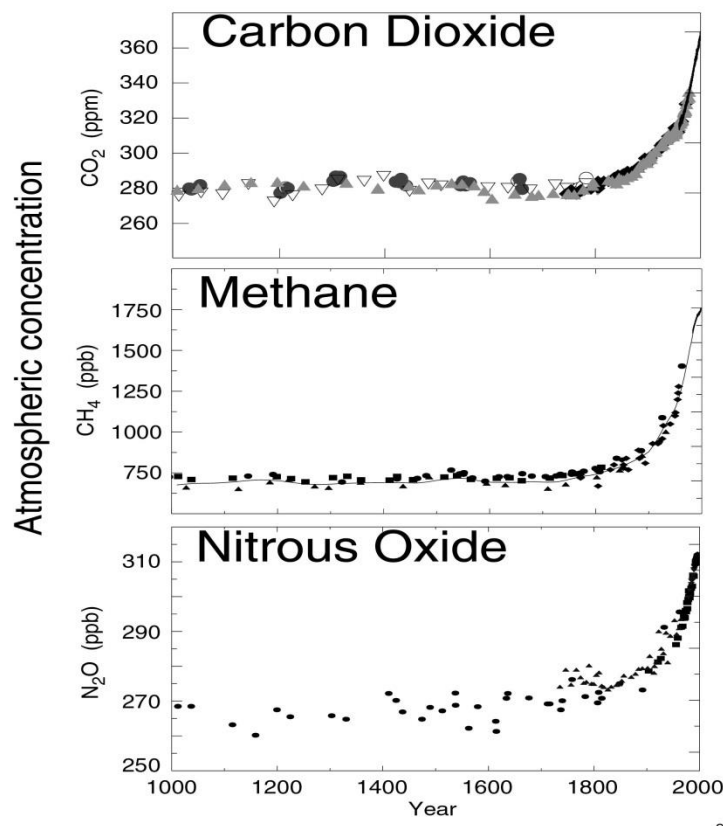 Atmospheric concentration
Carbon Dioxide
CO₂ (ppm)
360
340
320
300
280
260
Methane
CH₄ (ppb)
1750
1500
1250
1000
750
Nitrous Oxide
N₂O (ppb)
310
290
270
250
1000 1200 1400 1600 1800 2000
Year